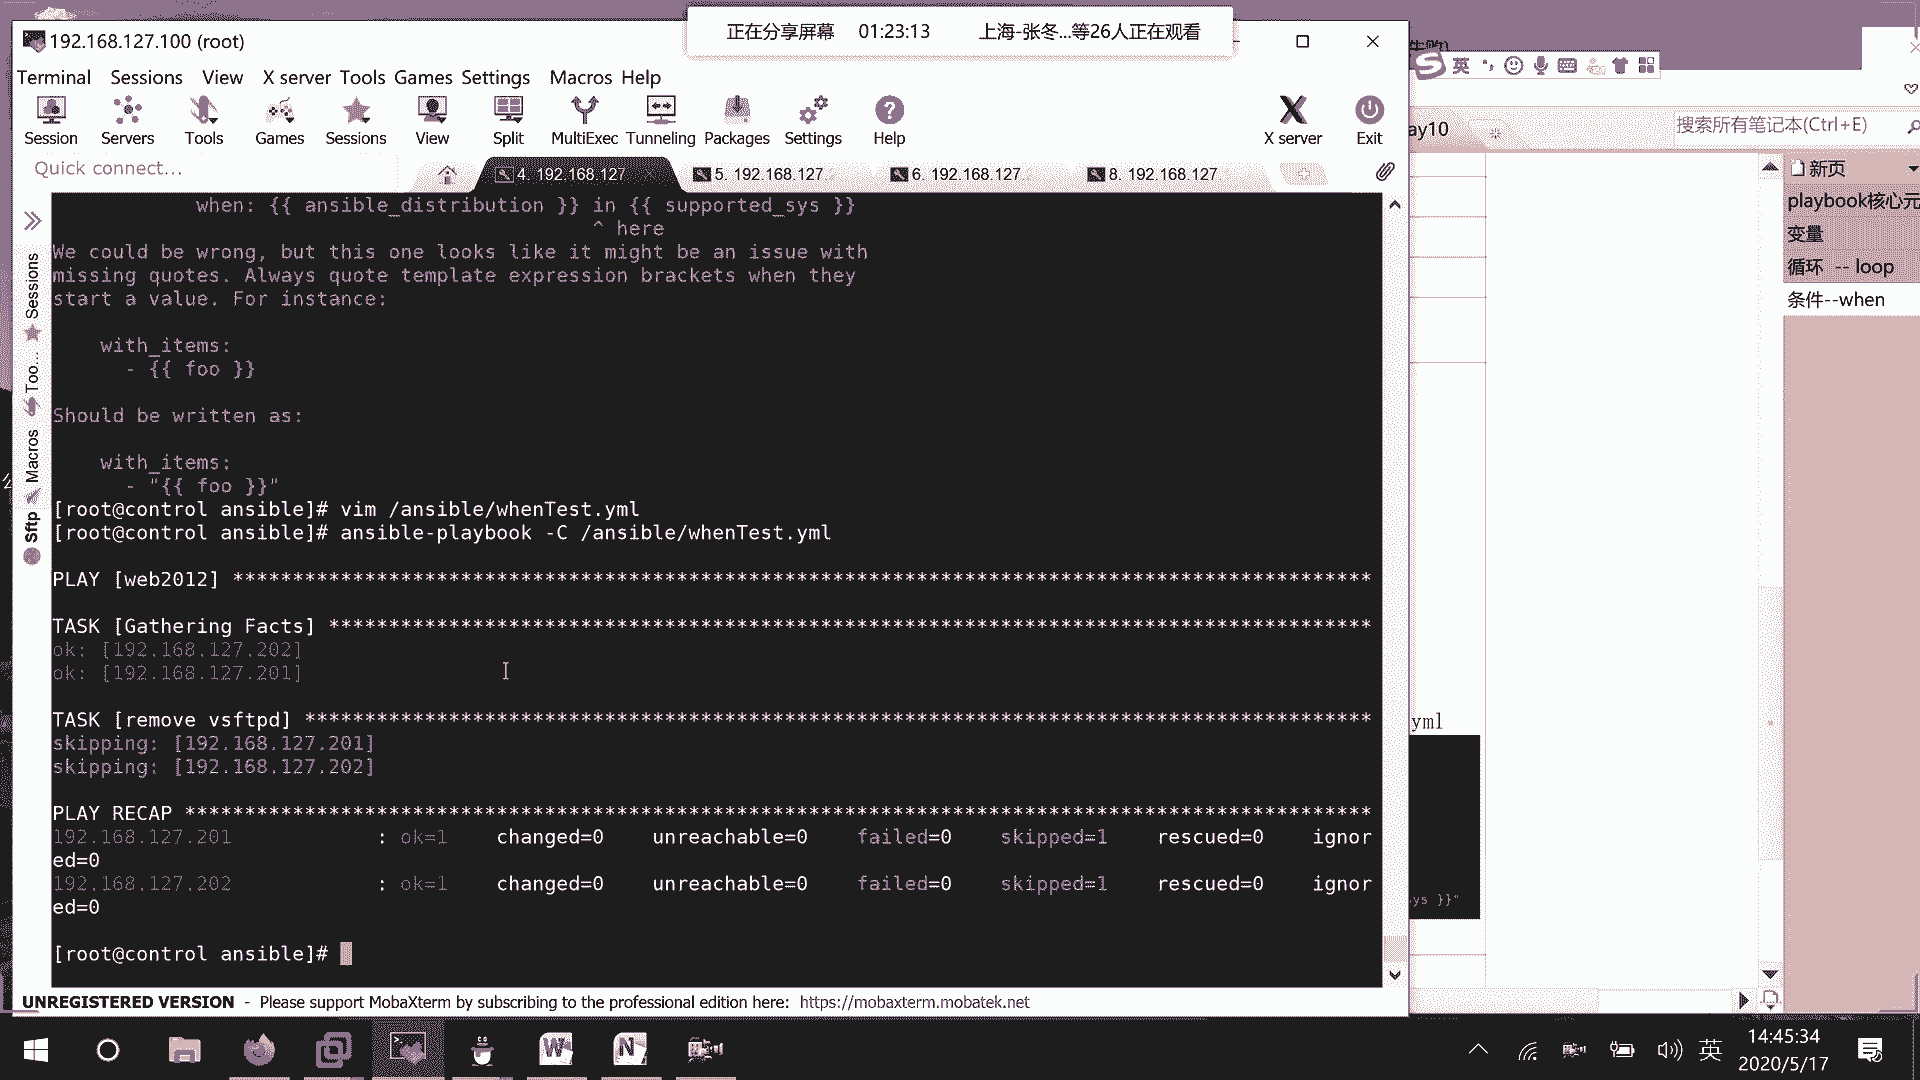 192.168.127.100 (root)
正在分享屏幕 01:23:13 上海-张冬...等26人正在观看
Terminal Sessions View X server Tools Games Settings Macros Help
英
Session Servers Tools Games Sessions View Split MultiExec Tunneling Packages Settings Help X server Exit
ay10
搜索所有笔记本(Ctrl+E)
Quick connect...
4. 192.168.127 5. 192.168.127. 6. 192.168.127. 8. 192.168.127.
新页
playbook核心元
变量
循环 -- loop
条件--when
Sessions
Too...
Macros
Sftp
when: {{ ansible_distribution }} in {{ supported_sys }}
^ here
We could be wrong, but this one looks like it might be an issue with
missing quotes. Always quote template expression brackets when they
start a value. For instance:
with_items:
- {{ foo }}
Should be written as:
with_items:
- "{{ foo }}"
[root@control ansible]# vim /ansible/whenTest.yml
[root@control ansible]# ansible-playbook -C /ansible/whenTest.yml
PLAY [web2012] ***********************************************************************************************
TASK [Gathering Facts] ***************************************************************************************
ok: [192.168.127.202]
ok: [192.168.127.201]
TASK [remove vsftpd] *****************************************************************************************
skipping: [192.168.127.201]
skipping: [192.168.127.202]
PLAY RECAP ***************************************************************************************************
192.168.127.201 : ok=1 changed=0 unreachable=0 failed=0 skipped=1 rescued=0 ignor
ed=0
192.168.127.202 : ok=1 changed=0 unreachable=0 failed=0 skipped=1 rescued=0 ignor
ed=0
[root@control ansible]#
yml
ys }}"
UNREGISTERED VERSION - Please support MobaXterm by subscribing to the professional edition here: https://mobaxterm.mobatek.net
英
14:45:34
2020/5/17